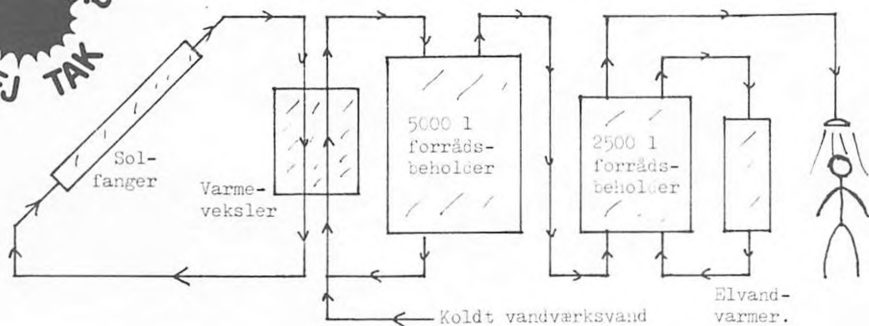 J TAK
Sol-
fanger
Varme-
veksler
5000 l
forråds-
beholder
2500 l
forråds-
beholder
Elvand-
varmer.
Koldt vandværksvand